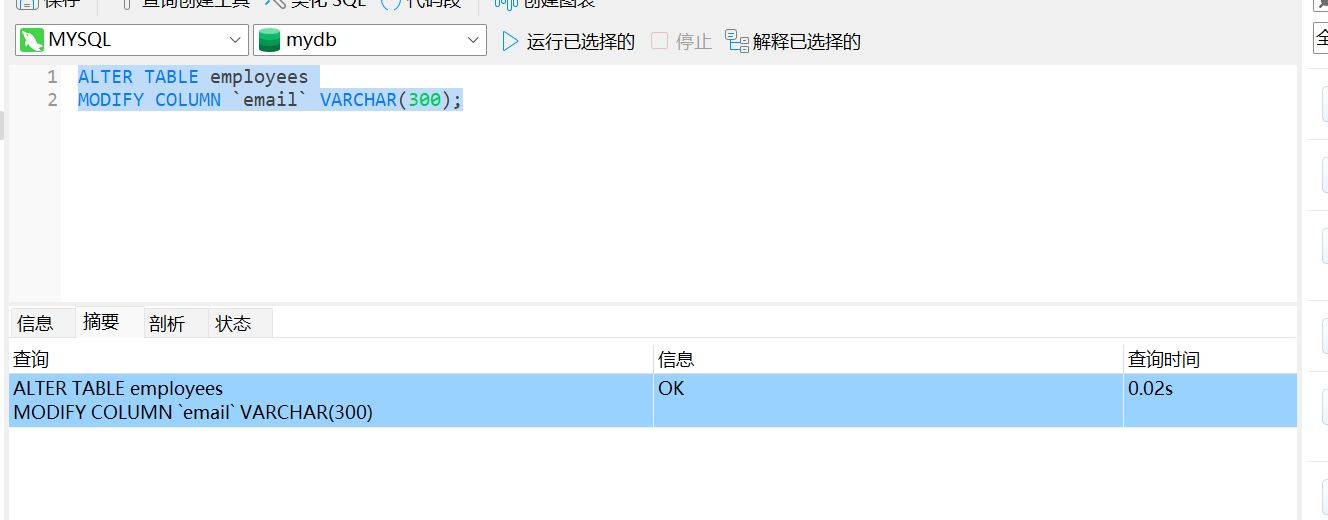 保存 查询创建工具 美化 SQL 代码段 创建图表
MYSQL mydb 运行已选择的 停止 解释已选择的
全
1 ALTER TABLE employees
2 MODIFY COLUMN `email` VARCHAR(300);
信息 摘要 剖析 状态
查询 信息 查询时间
ALTER TABLE employees OK 0.02s
MODIFY COLUMN `email` VARCHAR(300)